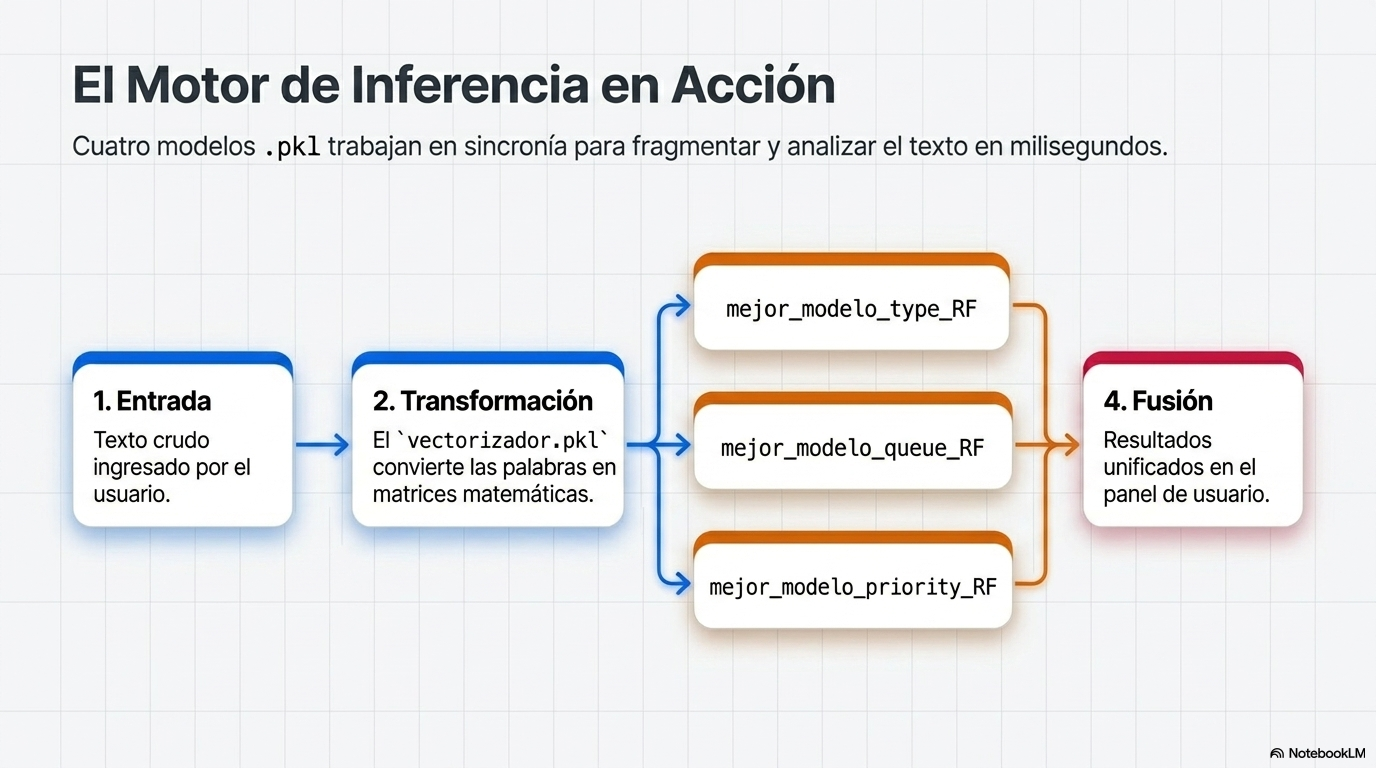 El Motor de Inferencia en Acción
Cuatro modelos .pkl trabajan en sincronía para fragmentar y analizar el texto en milisegundos.
1. Entrada
Texto crudo
ingresado por el
usuario.
2. Transformación
El `vectorizador.pkl`
convierte las palabras en
matrices matemáticas.
mejor_modelo_type_RF
mejor_modelo_queue_RF
mejor_modelo_priority_RF
4. Fusión
Resultados
unificados en el
panel de usuario.
NotebookLM